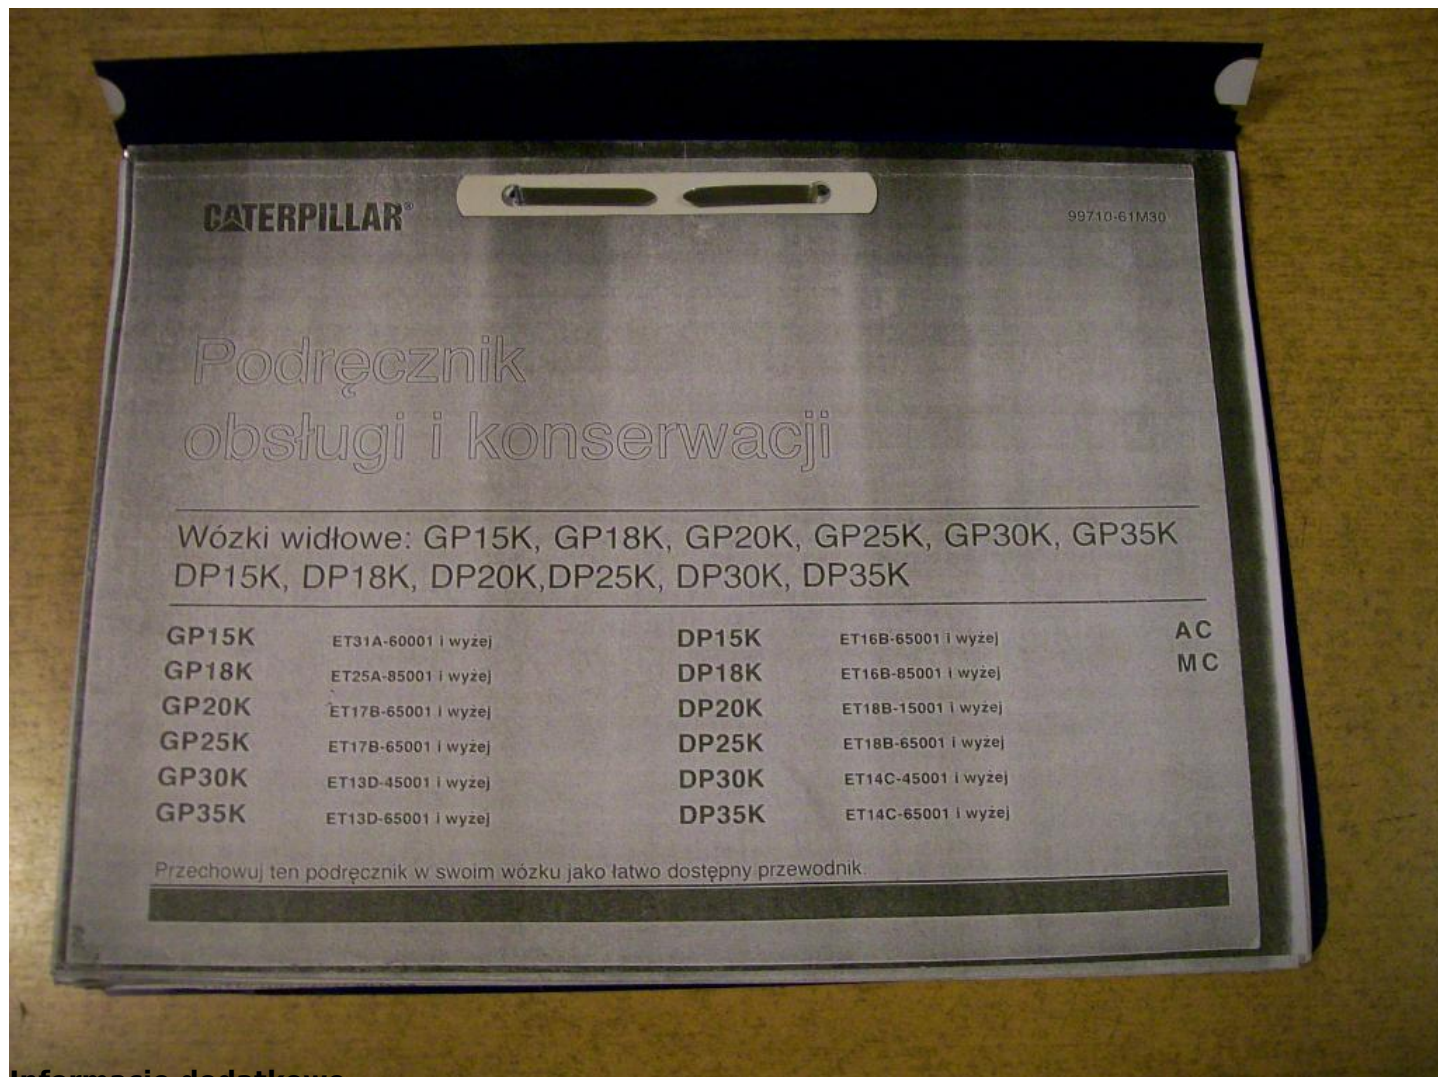 CATERPILLAR®
99710-61M30
Podręcznik
obsługi i konserwacji
Wózki widłowe: GP15K, GP18K, GP20K, GP25K, GP30K, GP35K
DP15K, DP18K, DP20K,DP25K, DP30K, DP35K
GP15K ET31A-60001 i wyżej DP15K ET16B-65001 i wyżej AC
GP18K ET25A-85001 i wyżej DP18K ET16B-85001 i wyżej MC
GP20K ET17B-65001 i wyżej DP20K ET18B-15001 i wyżej
GP25K ET17B-65001 i wyżej DP25K ET18B-65001 i wyżej
GP30K ET13D-45001 i wyżej DP30K ET14C-45001 i wyżej
GP35K ET13D-65001 i wyżej DP35K ET14C-65001 i wyżej
Przechowuj ten podręcznik w swoim wózku jako łatwo dostępny przewodnik.
Informacje dodatkowe